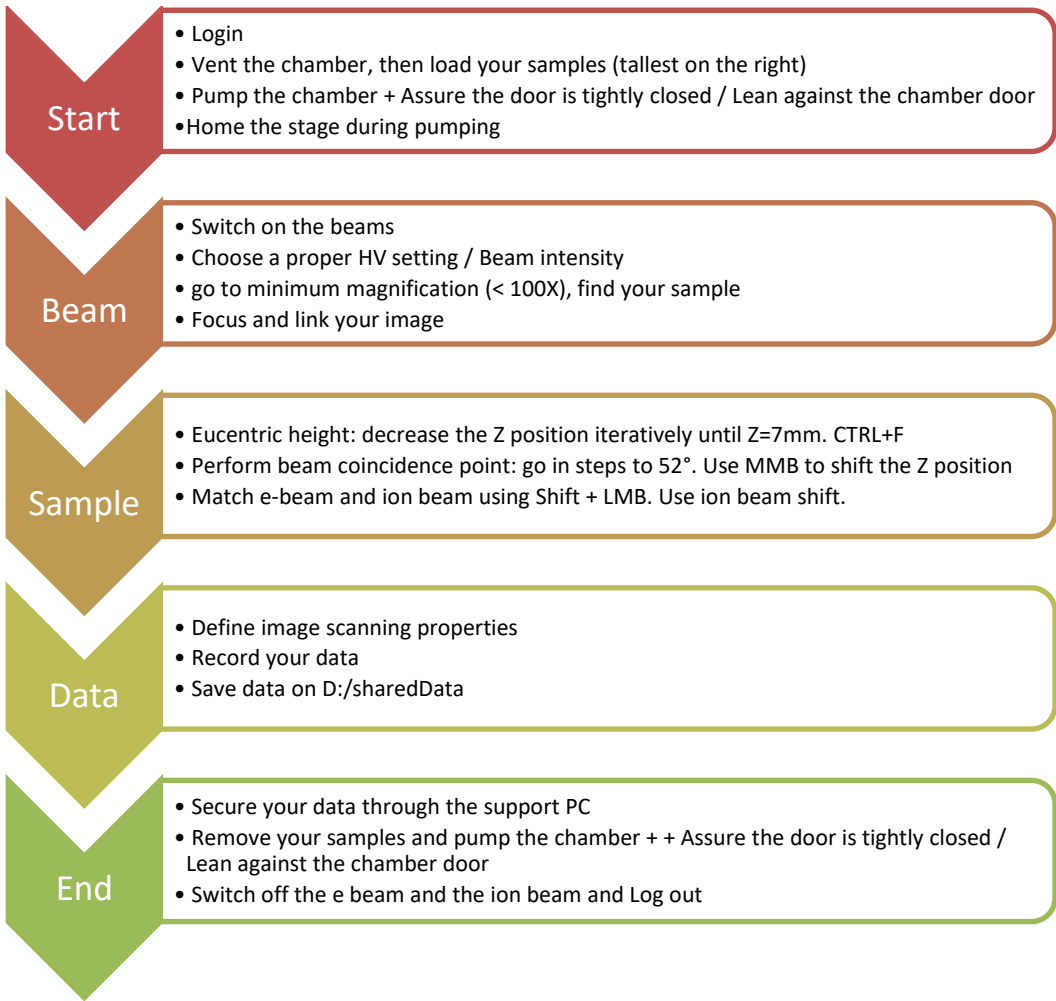 Start
• Login
• Vent the chamber, then load your samples (tallest on the right)
• Pump the chamber + Assure the door is tightly closed / Lean against the chamber door
•Home the stage during pumping
Beam
• Switch on the beams
• Choose a proper HV setting / Beam intensity
• go to minimum magnification (< 100X), find your sample
• Focus and link your image
Sample
• Eucentric height: decrease the Z position iteratively until Z=7mm. CTRL+F
• Perform beam coincidence point: go in steps to 52°. Use MMB to shift the Z position
• Match e-beam and ion beam using Shift + LMB. Use ion beam shift.
Data
• Define image scanning properties
• Record your data
• Save data on D:/sharedData
End
• Secure your data through the support PC
• Remove your samples and pump the chamber + + Assure the door is tightly closed /
Lean against the chamber door
• Switch off the e beam and the ion beam and Log out